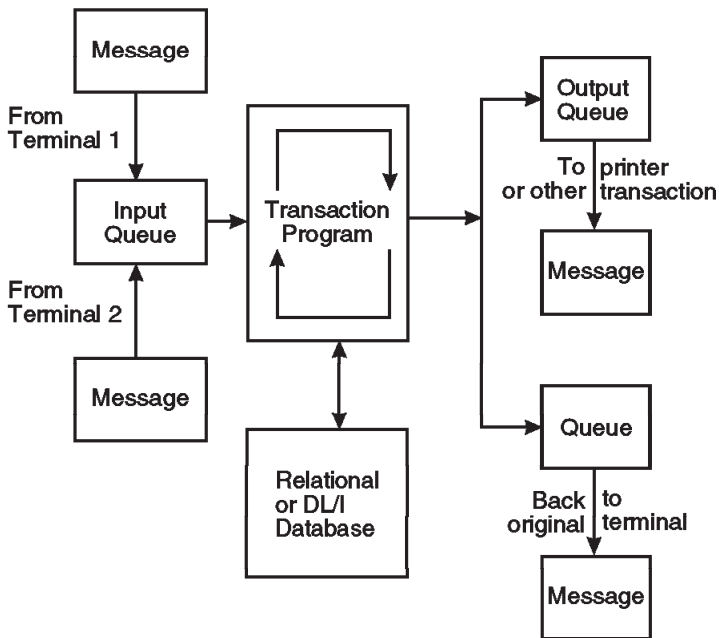 Message
From
Terminal 1
Input
Queue
From
Terminal 2
Message
Transaction
Program
Relational
or DL/I
Database
Output
Queue
To printer
or other transaction
Message
Queue
Back to
original terminal
Message